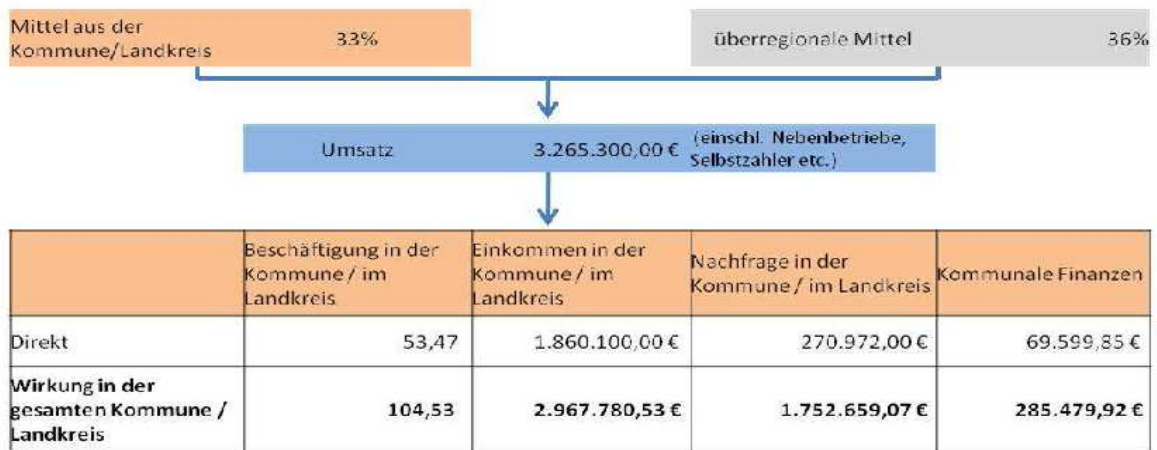 Mittel aus der
Kommune/Landkreis
33%
überregionale Mittel
36%
Umsatz
3.265.300,00 €
(einschl. Nebenbetriebe,
Selbstzahler etc.)
Beschäftigung in der
Kommune / im
Landkreis
Einkommen in der
Kommune / im
Landkreis
Nachfrage in der
Kommune / im Landkreis
Kommunale Finanzen
Direkt
53,47
1.860.100,00 €
270.972,00 €
69.599,85 €
Wirkung in der
gesamten Kommune /
Landkreis
104,53
2.967.780,53 €
1.752.659,07 €
285.479,92 €